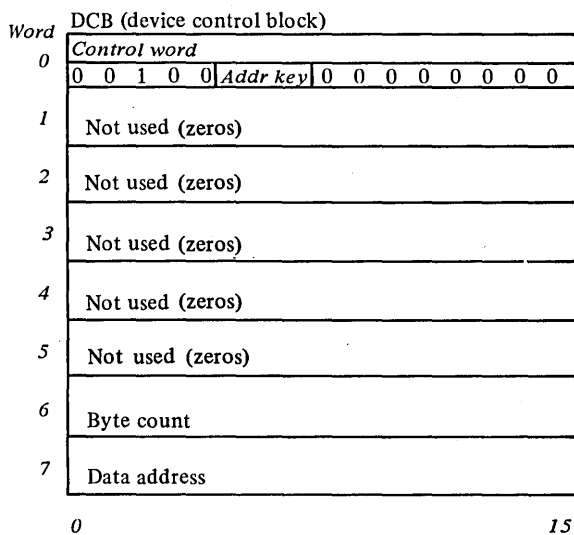 DCB (device control block)
Word
Control word
0
0 0 1 0 0 Addr key 0 0 0 0 0 0 0 0
1 Not used (zeros)
2 Not used (zeros)
3 Not used (zeros)
4 Not used (zeros)
5 Not used (zeros)
6 Byte count
7 Data address
0 15